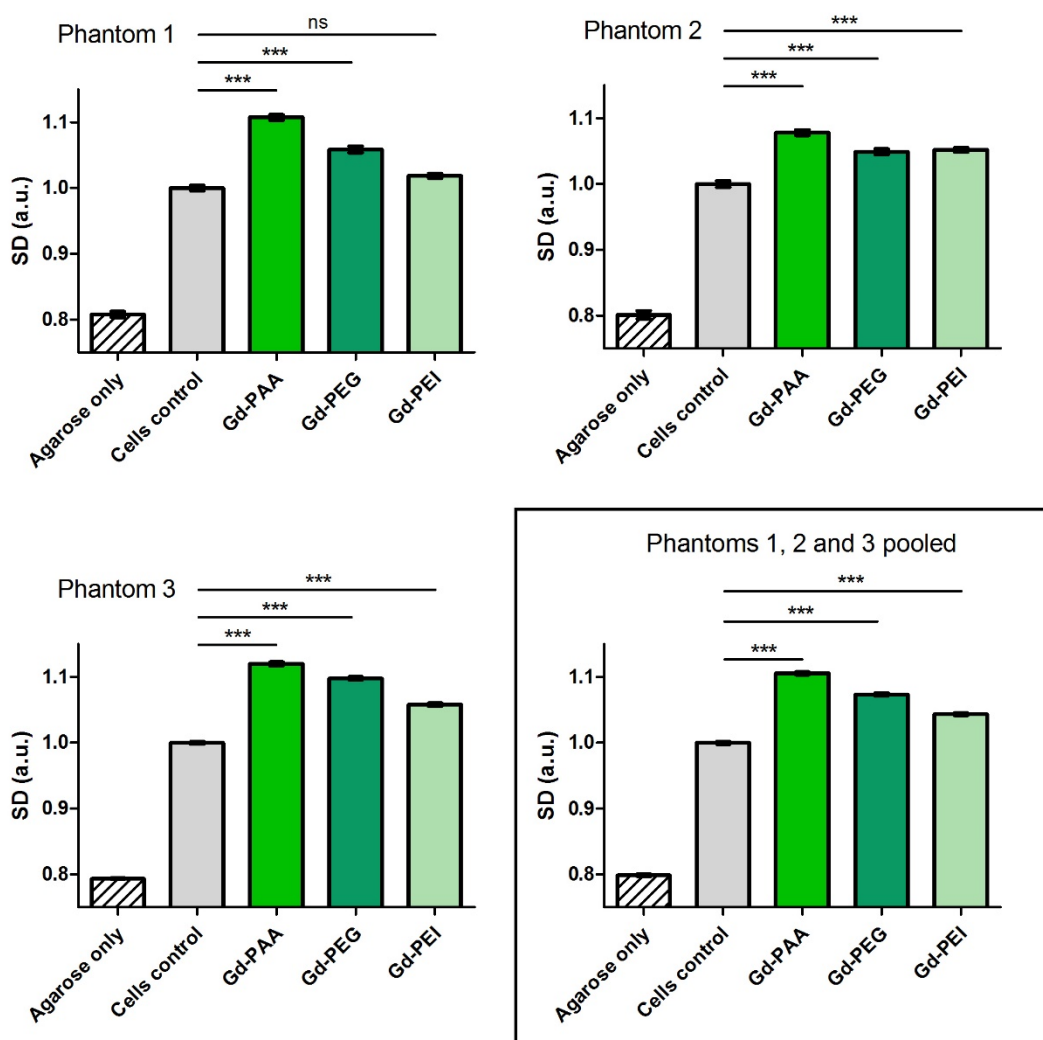 Phantom 1
ns
***
***
SD (a.u.)
1.1
1.0
0.9
0.8
Agarose only
Cells control
Gd-PAA
Gd-PEG
Gd-PEI
Phantom 2
***
***
***
SD (a.u.)
1.1
1.0
0.9
0.8
Agarose only
Cells control
Gd-PAA
Gd-PEG
Gd-PEI
Phantom 3
***
***
***
SD (a.u.)
1.1
1.0
0.9
0.8
Agarose only
Cells control
Gd-PAA
Gd-PEG
Gd-PEI
Phantoms 1, 2 and 3 pooled
***
***
***
SD (a.u.)
1.1
1.0
0.9
0.8
Agarose only
Cells control
Gd-PAA
Gd-PEG
Gd-PEI